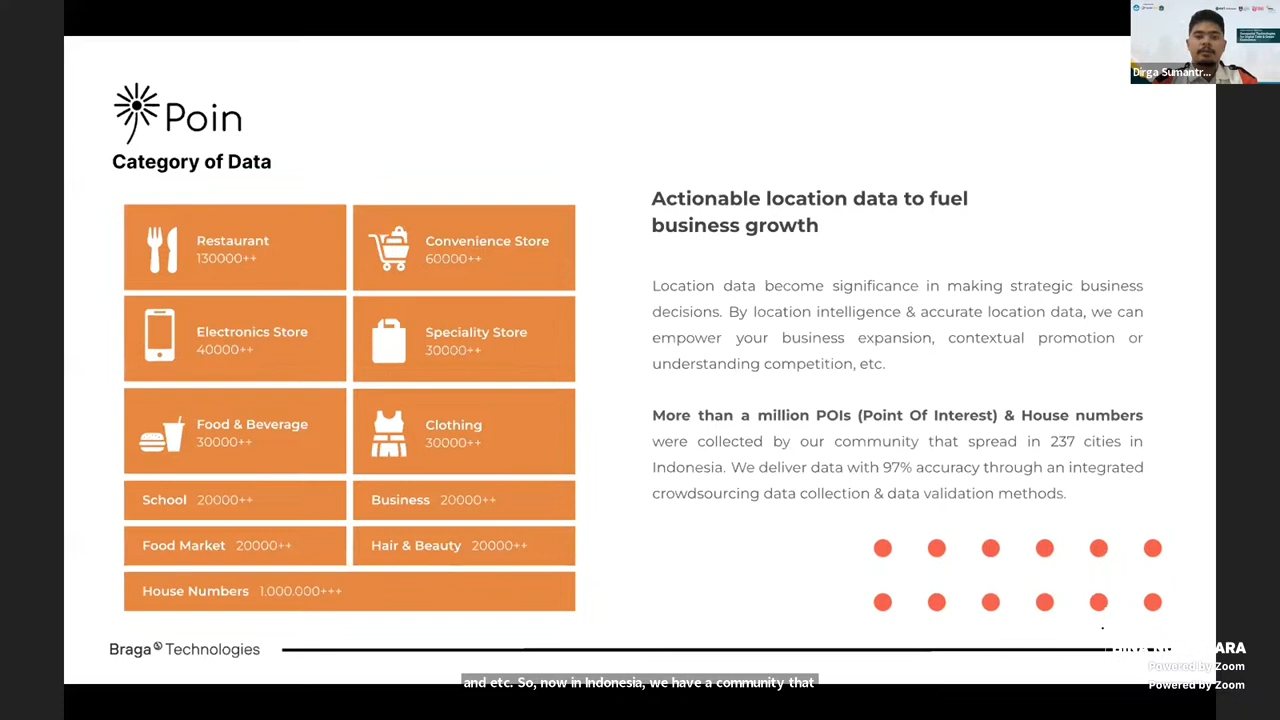 Poin
Category of Data
Restaurant
130000++
Convenience Store
60000++
Electronics Store
40000++
Speciality Store
30000++
Food & Beverage
30000++
Clothing
30000++
School 20000++
Business 20000++
Food Market 20000++
Hair & Beauty 20000++
House Numbers 1.000.000+++
Actionable location data to fuel
business growth
Location data become significance in making strategic business
decisions. By location intelligence & accurate location data, we can
empower your business expansion, contextual promotion or
understanding competition, etc.
More than a million POIs (Point Of Interest) & House numbers
were collected by our community that spread in 237 cities in
Indonesia. We deliver data with 97% accuracy through an integrated
crowdsourcing data collection & data validation methods.
Braga Technologies
and etc. So, now in Indonesia, we have a community that
Dirga Sumantr...
Powered by Zoom
Powered by Zoom